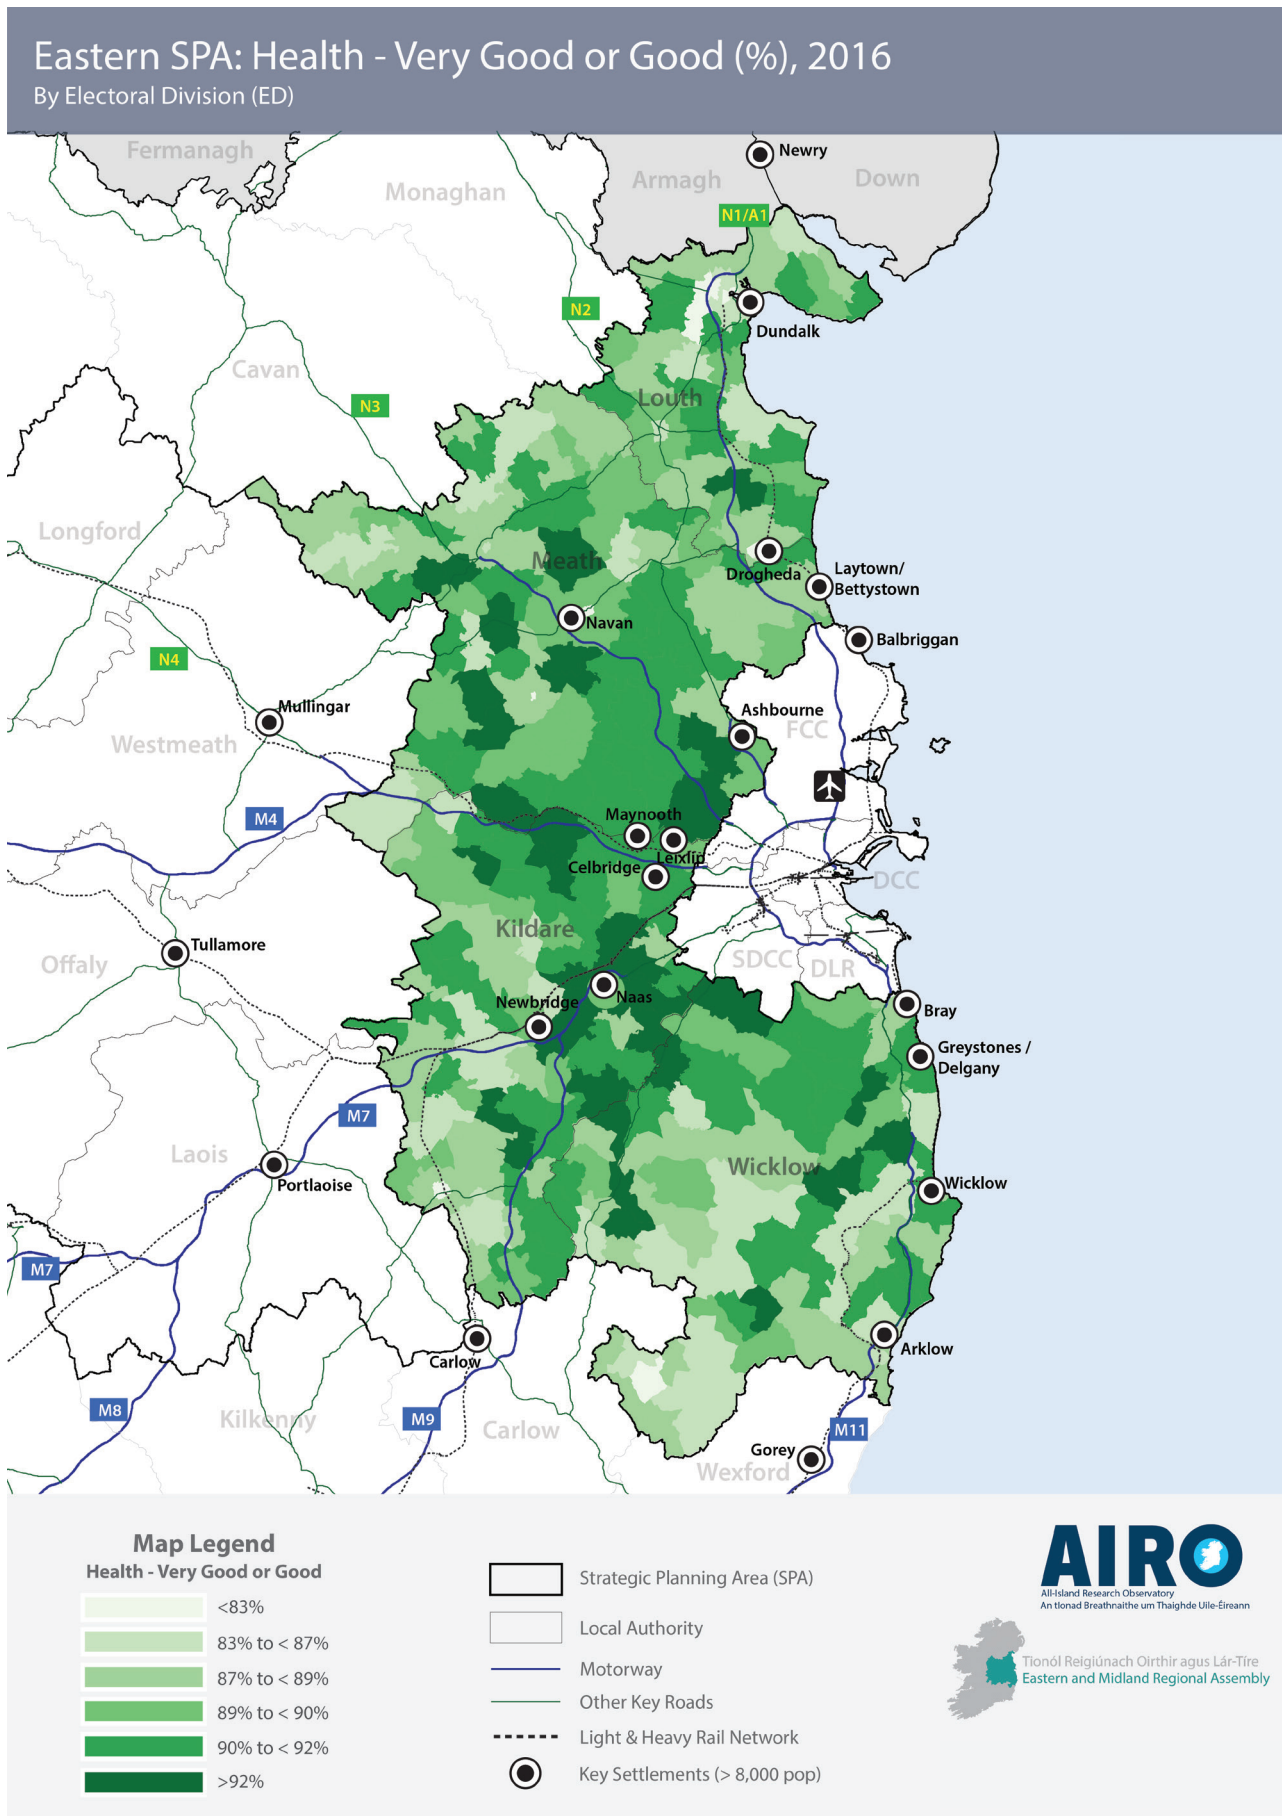 Eastern SPA: Health - Very Good or Good (%), 2016
By Electoral Division (ED)
Fermanagh
Monaghan
Armagh
Newry
Down
N1/A1
N2
Dundalk
Cavan
N3
Louth
Longford
Meath
Drogheda
Laytown/
Bettystown
Navan
Balbriggan
N4
Mullingar
Ashbourne
FCC
Westmeath
M4
Maynooth
Leixlip
Celbridge
DCC
Kildare
Tullamore
Offaly
SDCC
DLR
Newbridge
Naas
Bray
Greystones /
Delgany
M7
Laois
Wicklow
Portlaoise
Wicklow
M7
Carlow
Arklow
M8
Kilkenny
M9
Carlow
M11
Gorey
Wexford
Map Legend
Health - Very Good or Good
<83%
83% to < 87%
87% to < 89%
89% to < 90%
90% to < 92%
>92%
Strategic Planning Area (SPA)
Local Authority
Motorway
Other Key Roads
Light & Heavy Rail Network
Key Settlements (> 8,000 pop)
AIRO
All-Island Research Observatory
An tIonad Breathnaithe um Thaighde Uile-Éireann
Tionól Reigiúnach Oirthir agus Lár-Tíre
Eastern and Midland Regional Assembly